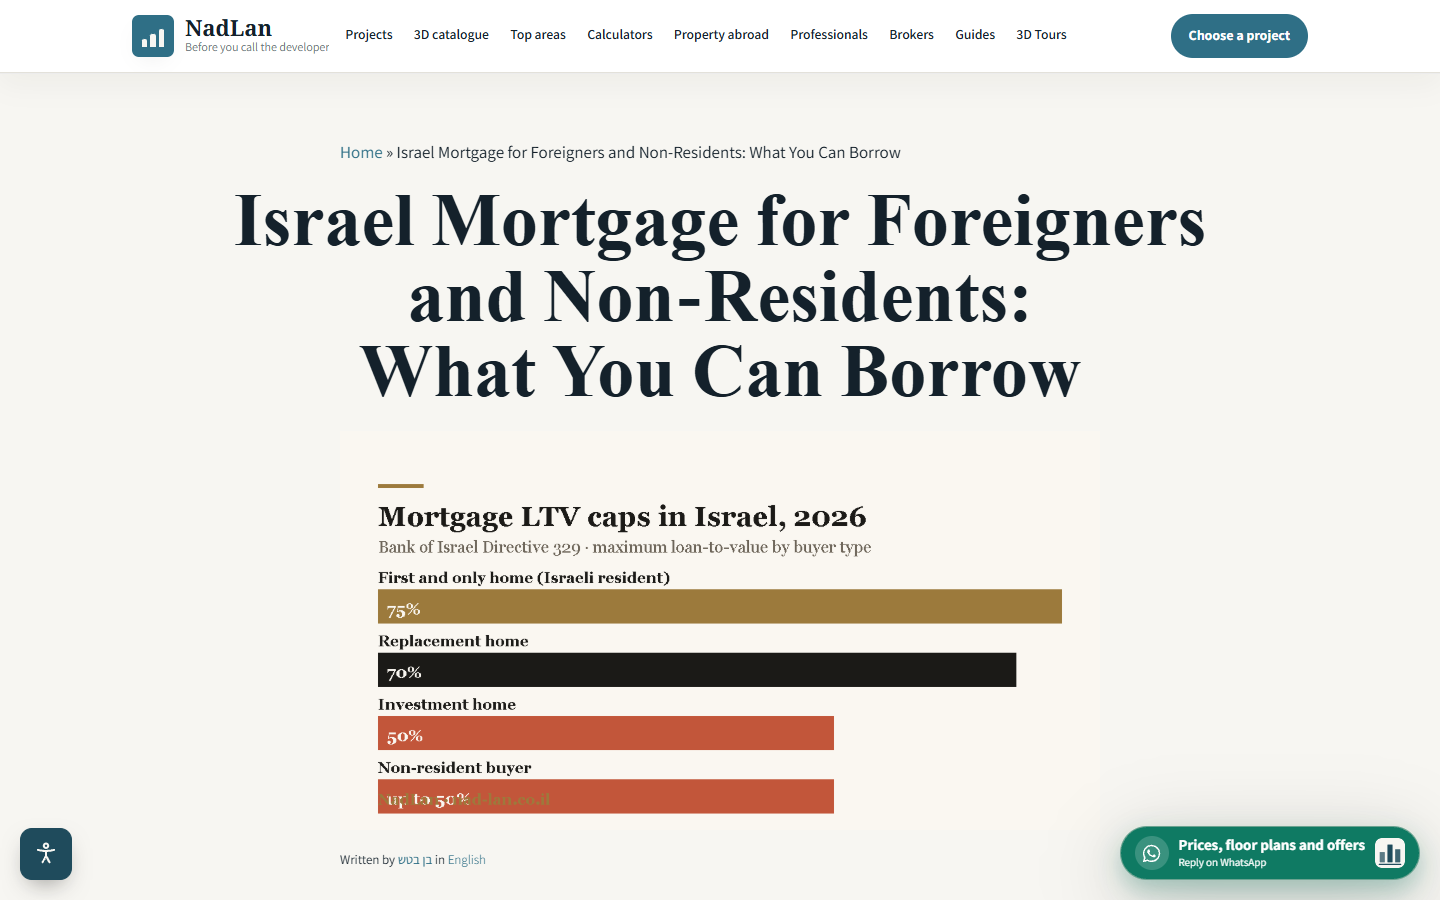 NadLan
Before you call the developer
Projects
3D catalogue
Top areas
Calculators
Property abroad
Professionals
Brokers
Guides
3D Tours
Choose a project
Home » Israel Mortgage for Foreigners and Non-Residents: What You Can Borrow
Israel Mortgage for Foreigners
and Non-Residents:
What You Can Borrow
Mortgage LTV caps in Israel, 2026
Bank of Israel Directive 329 · maximum loan-to-value by buyer type
First and only home (Israeli resident)
75%
Replacement home
70%
Investment home
50%
Non-resident buyer
up to 50%
nad-lan.co.il
Written by בן בטש in English
Prices, floor plans and offers
Reply on WhatsApp